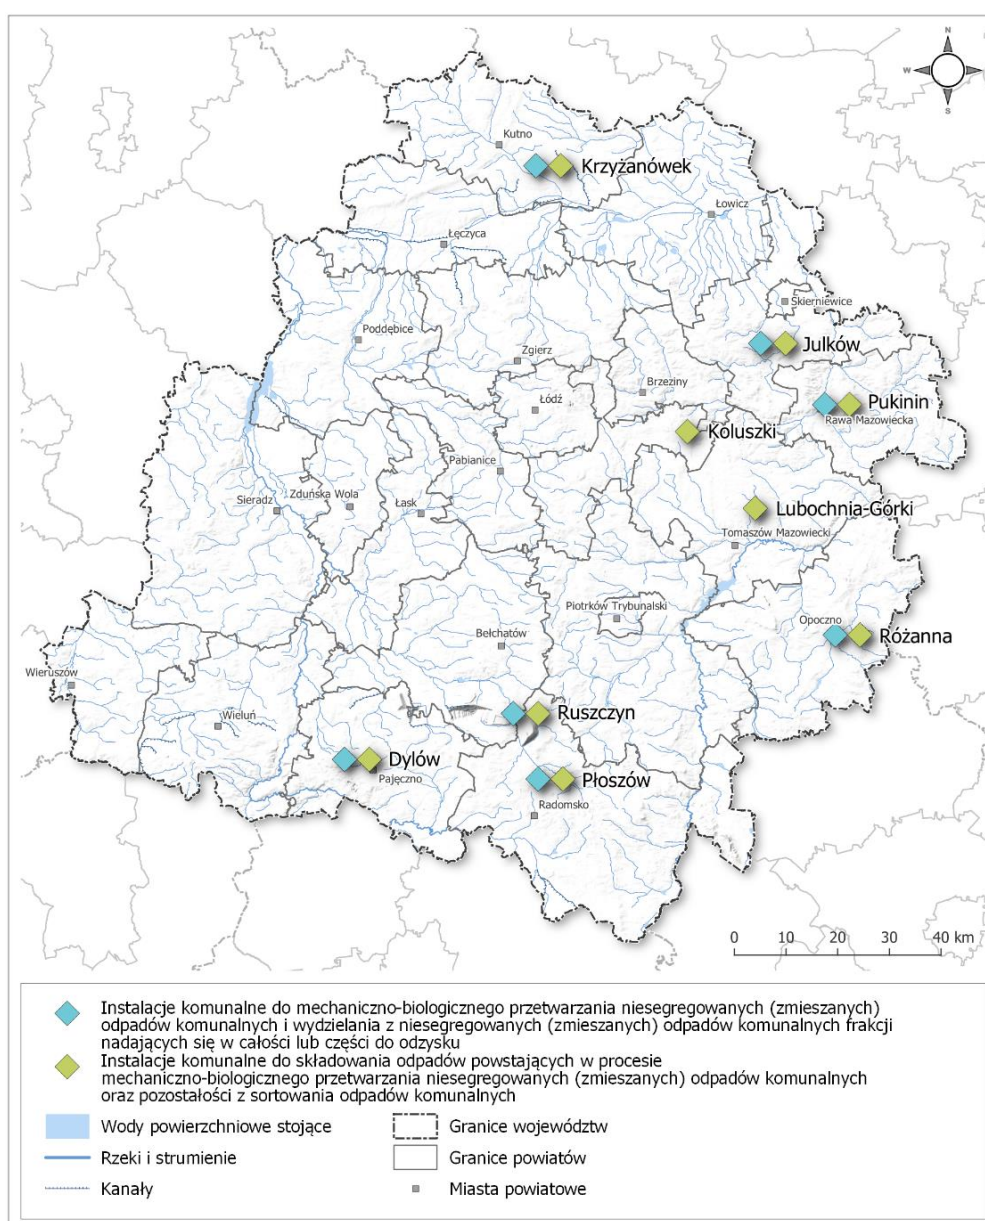 N
W
S
Kutno
Krzyżanówek
Łowicz
Łęczyca
Skierniewice
Poddębice
Julków
Zgierz
Brzeziny
Pukinin
Łódź
Rawa Mazowiecka
Koluszki
Pabianice
Sieradz
Zduńska Wola
Łask
Lubochnia-Górki
Tomaszów Mazowiecki
Piotrków Trybunalski
Opoczno
Bełchatów
Różanna
Wieruszów
Ruszczyn
Wieluń
Dylów
Pajęczno
Płoszów
Radomsko
0 10 20 30 40 km
Instalacje komunalne do mechaniczno-biologicznego przetwarzania niesegregowanych (zmieszanych)
odpadów komunalnych i wydzielania z niesegregowanych (zmieszanych) odpadów komunalnych frakcji
nadających się w całości lub części do odzysku
Instalacje komunalne do składowania odpadów powstających w procesie
mechaniczno-biologicznego przetwarzania niesegregowanych (zmieszanych) odpadów komunalnych
oraz pozostałości z sortowania odpadów komunalnych
Wody powierzchniowe stojące
Granice województw
Rzeki i strumienie
Granice powiatów
Kanały
Miasta powiatowe